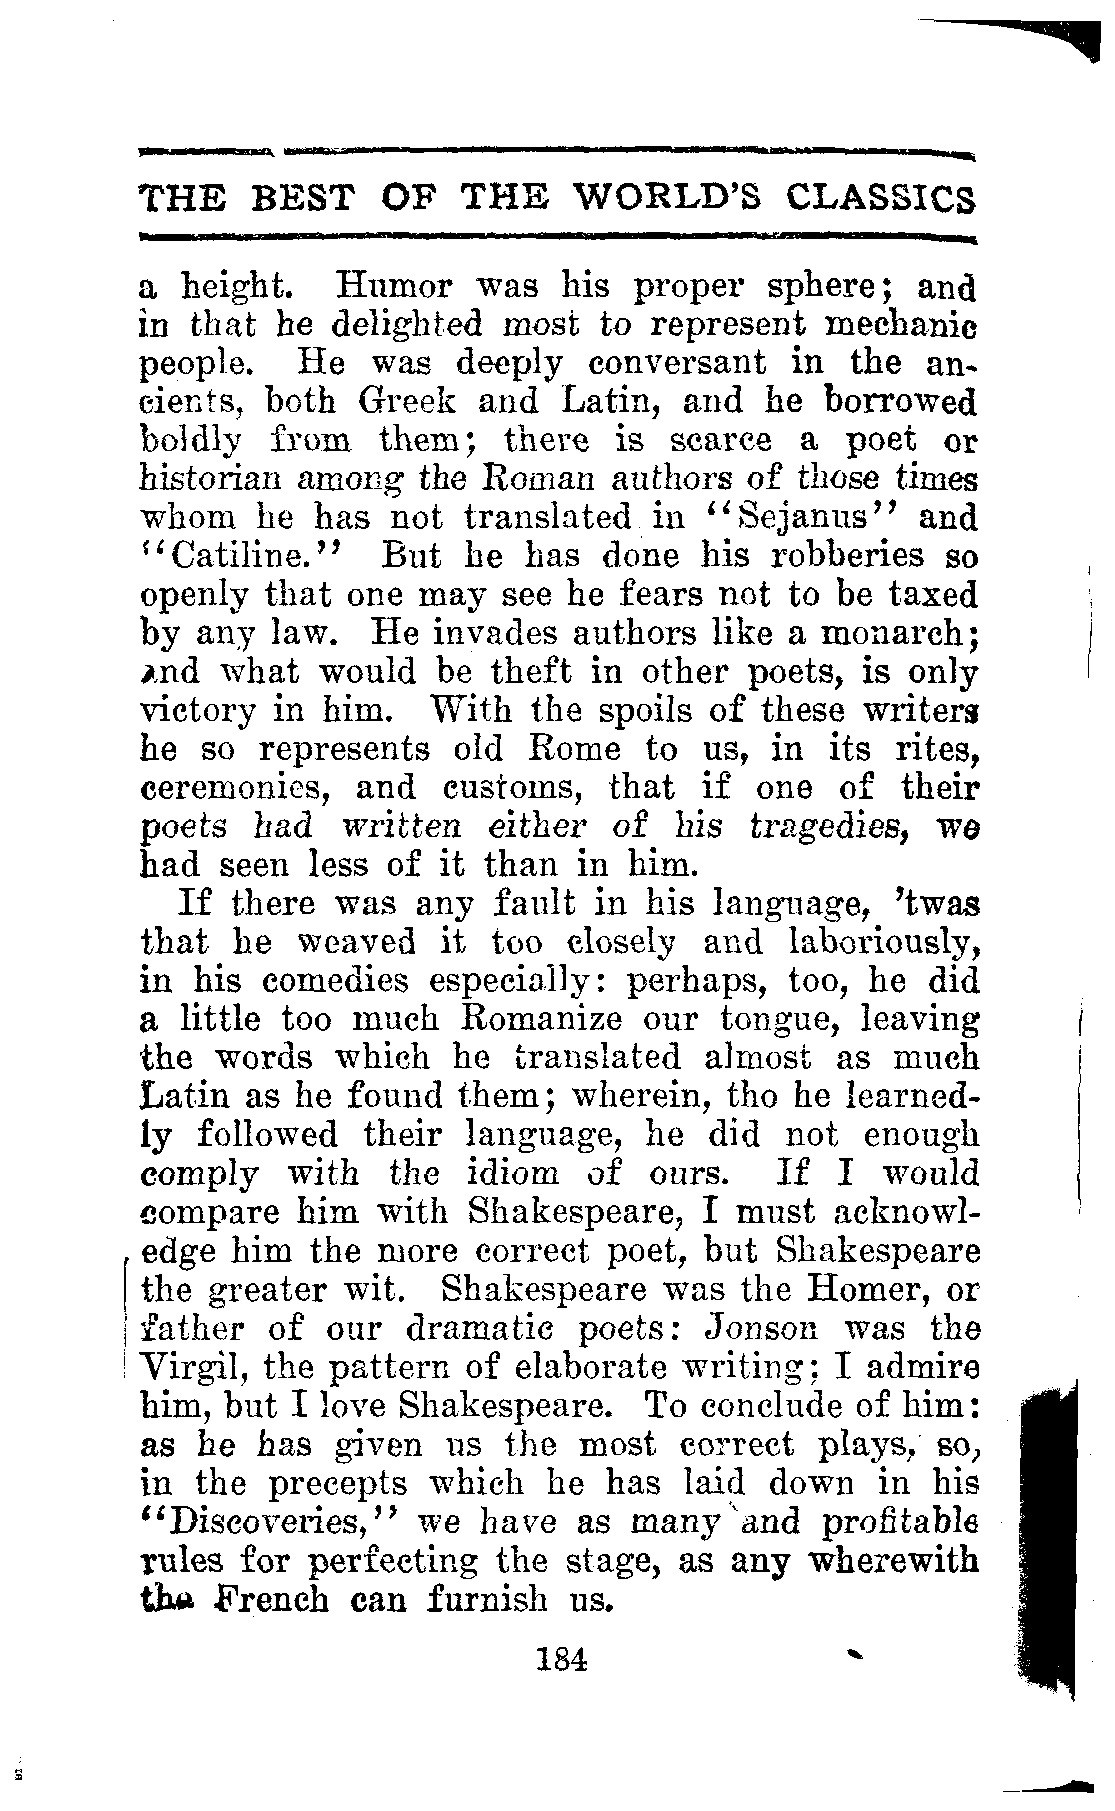 THE BEST OF THE WORLD'S CLASSICS
a height. Humor was his proper sphere; and
in that he delighted most to represent mechanic
people. He was deeply conversant in the an-
cients, both Greek and Latin, and he borrowed
boldly from them; there is scarce a poet or
historian among the Roman authors of those times
whom he has not translated in "Sejanus" and
"Catiline." But he has done his robberies so
openly that one may see he fears not to be taxed
by any law. He invades authors like a monarch;
and what would be theft in other poets, is only
victory in him. With the spoils of these writers
he so represents old Rome to us, in its rites,
ceremonies, and customs, that if one of their
poets had written either of his tragedies, we
had seen less of it than in him.
If there was any fault in his language, 'twas
that he weaved it too closely and laboriously,
in his comedies especially: perhaps, too, he did
a little too much Romanize our tongue, leaving
the words which he translated almost as much
Latin as he found them; wherein, tho he learned-
ly followed their language, he did not enough
comply with the idiom of ours. If I would
compare him with Shakespeare, I must acknowl-
edge him the more correct poet, but Shakespeare
the greater wit. Shakespeare was the Homer, or
father of our dramatic poets: Jonson was the
Virgil, the pattern of elaborate writing; I admire
him, but I love Shakespeare. To conclude of him:
as he has given us the most correct plays, so,
in the precepts which he has laid down in his
"Discoveries," we have as many and profitable
rules for perfecting the stage, as any wherewith
the French can furnish us.
184